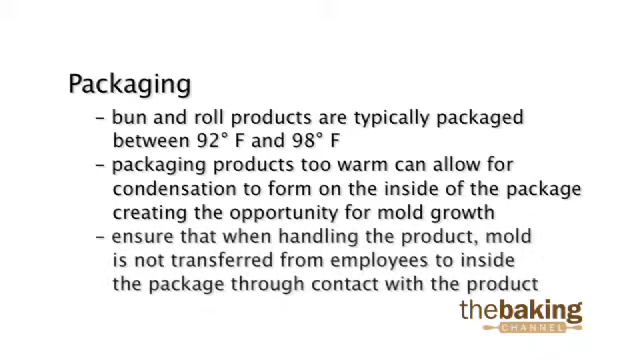 Packaging
– bun and roll products are typically packaged
between 92° F and 98° F
– packaging products too warm can allow for
condensation to form on the inside of the package
creating the opportunity for mold growth
– ensure that when handling the product, mold
is not transferred from employees to inside
the package through contact with the product
thebaking
CHANNEL